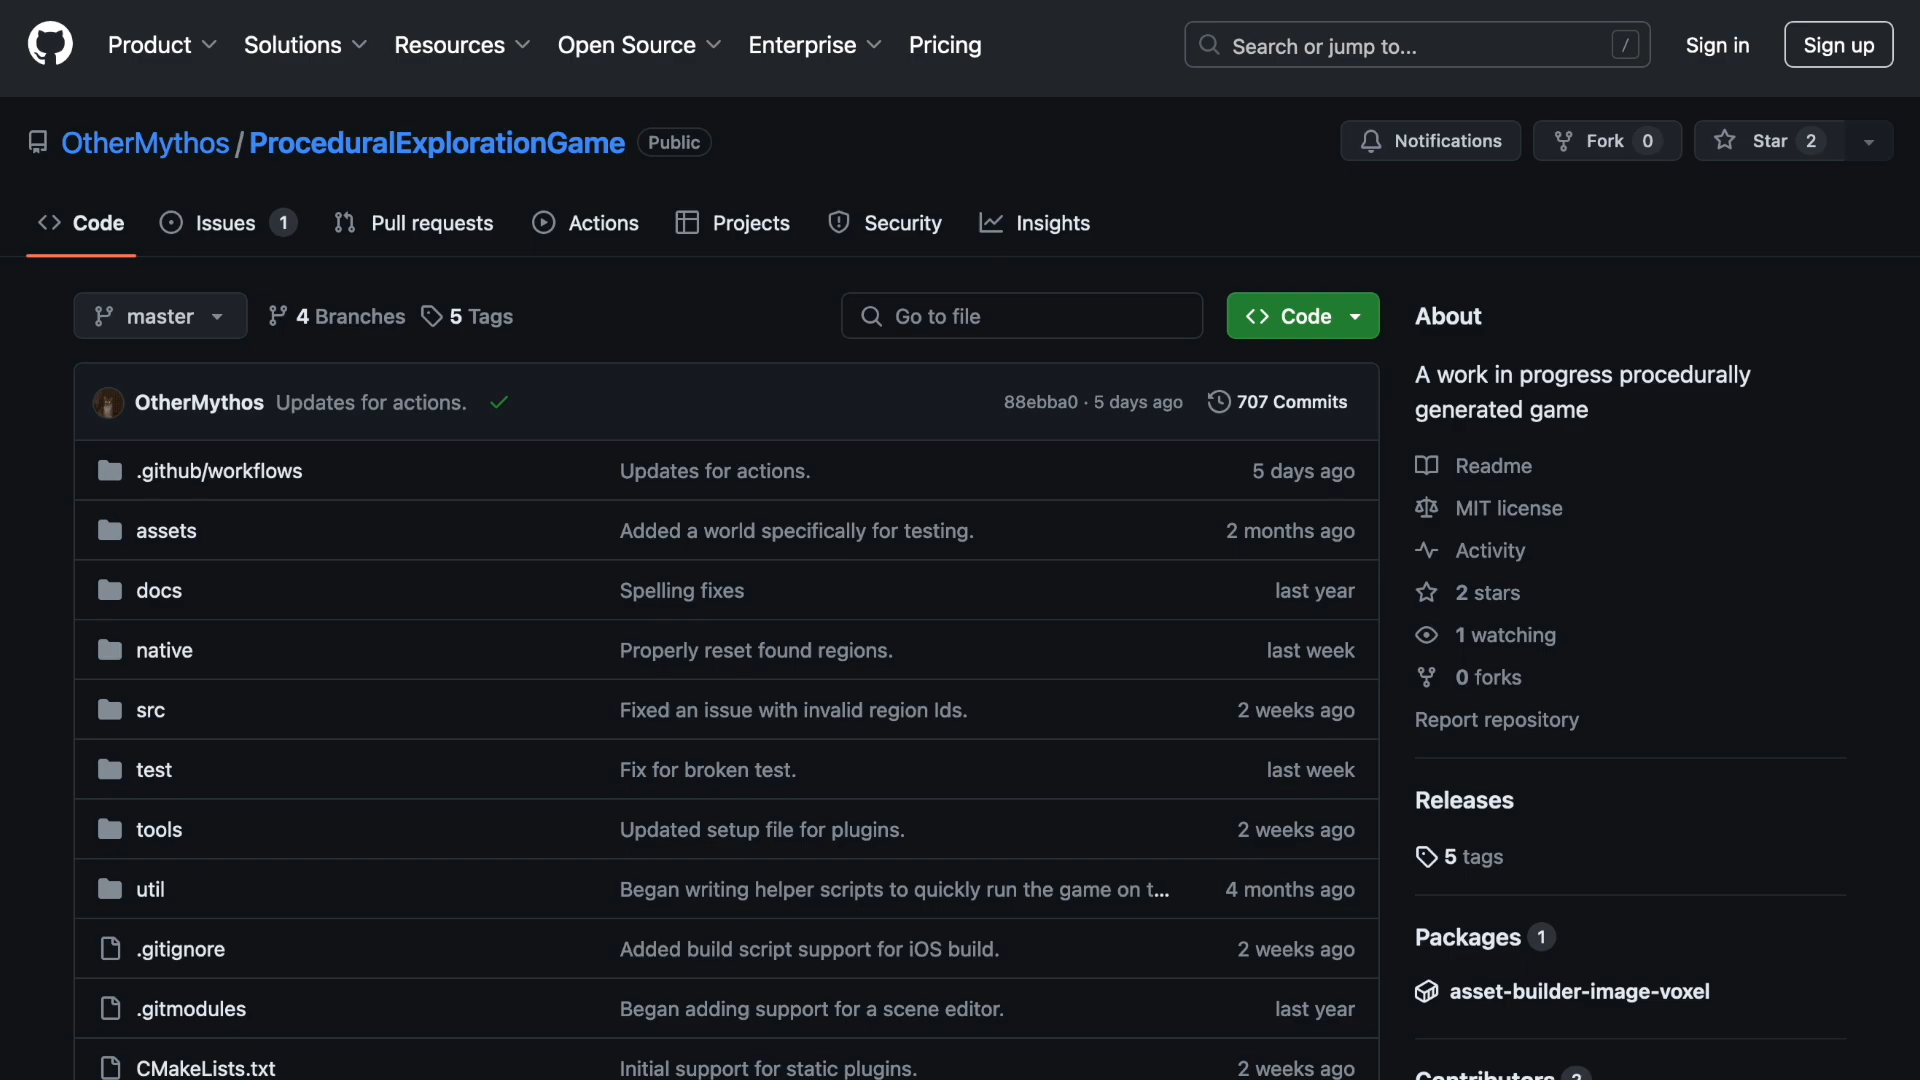 Product Solutions Resources Open Source Enterprise Pricing Search or jump to... / Sign in Sign up
OtherMythos / ProceduralExplorationGame Public Notifications Fork 0 Star 2
Code Issues 1 Pull requests Actions Projects Security Insights
master 4 Branches 5 Tags Go to file Code
OtherMythos Updates for actions. 88ebba0 · 5 days ago 707 Commits
.github/workflows Updates for actions. 5 days ago
assets Added a world specifically for testing. 2 months ago
docs Spelling fixes last year
native Properly reset found regions. last week
src Fixed an issue with invalid region Ids. 2 weeks ago
test Fix for broken test. last week
tools Updated setup file for plugins. 2 weeks ago
util Began writing helper scripts to quickly run the game on t... 4 months ago
.gitignore Added build script support for iOS build. 2 weeks ago
.gitmodules Began adding support for a scene editor. last year
CMakeLists.txt Initial support for static plugins. 2 weeks ago
About
A work in progress procedurally
generated game
Readme
MIT license
Activity
2 stars
1 watching
0 forks
Report repository
Releases
5 tags
Packages 1
asset-builder-image-voxel
Contributors 2